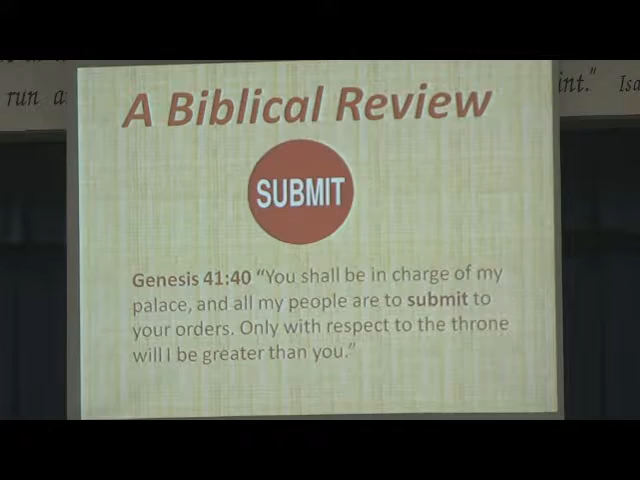 run a
int." Isa
A Biblical Review
SUBMIT
Genesis 41:40 “You shall be in charge of my
palace, and all my people are to submit to
your orders. Only with respect to the throne
will I be greater than you.”